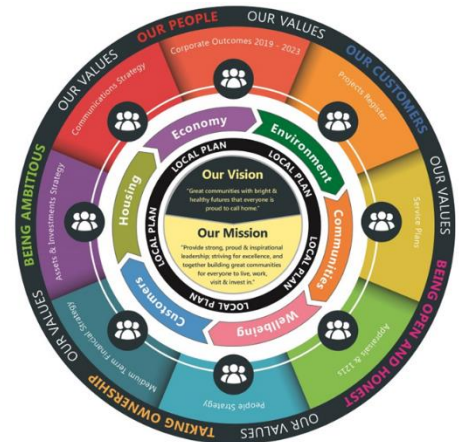 OUR VALUES
OUR PEOPLE
OUR VALUES
OUR CUSTOMERS
OUR VALUES
BEING OPEN AND HONEST
OUR VALUES
TAKING OWNERSHIP
OUR VALUES
BEING AMBITIOUS
Corporate Outcomes 2019 - 2023
Projects Register
Service Plans
Appraisals & 121s
People Strategy
Medium Term Financial Strategy
Assets & Investments Strategy
Communications Strategy
Economy
Environment
Communities
Wellbeing
Customers
Housing
LOCAL PLAN
LOCAL PLAN
LOCAL PLAN
LOCAL PLAN
LOCAL PLAN
LOCAL PLAN
Our Vision
"Great communities with bright &
healthy futures that everyone is
proud to call home."
Our Mission
"Provide strong, proud & inspirational
leadership; striving for excellence, and
together building great communities
for everyone to live, work,
visit & invest in."